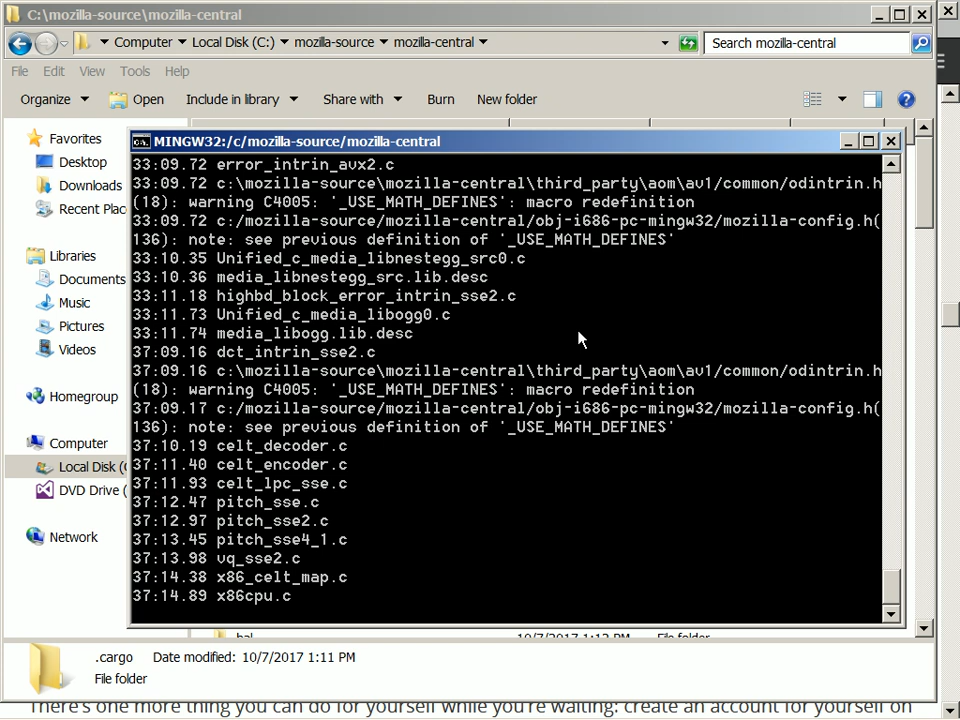 C:\mozilla-source\mozilla-central
Computer Local Disk (C:) mozilla-source mozilla-central Search mozilla-central
File Edit View Tools Help
Organize Open Include in library Share with Burn New folder
Favorites
Desktop
Downloads
Recent Plac
Libraries
Documents
Music
Pictures
Videos
Homegroup
Computer
Local Disk (
DVD Drive (
Network
MINGW32:/c/mozilla-source/mozilla-central
33:09.72 error_intrin_avx2.c
33:09.72 c:\mozilla-source\mozilla-central\third_party\aom\av1/common/odintrin.h
(18): warning C4005: '_USE_MATH_DEFINES': macro redefinition
33:09.72 c:/mozilla-source/mozilla-central/obj-i686-pc-mingw32/mozilla-config.h(
136): note: see previous definition of '_USE_MATH_DEFINES'
33:10.35 Unified_c_media_libnestegg_src0.c
33:10.36 media_libnestegg_src.lib.desc
33:11.18 highbd_block_error_intrin_sse2.c
33:11.73 Unified_c_media_libogg0.c
33:11.74 media_libogg.lib.desc
37:09.16 dct_intrin_sse2.c
37:09.16 c:\mozilla-source\mozilla-central\third_party\aom\av1/common/odintrin.h
(18): warning C4005: '_USE_MATH_DEFINES': macro redefinition
37:09.17 c:/mozilla-source/mozilla-central/obj-i686-pc-mingw32/mozilla-config.h(
136): note: see previous definition of '_USE_MATH_DEFINES'
37:10.19 celt_decoder.c
37:11.40 celt_encoder.c
37:11.93 celt_lpc_sse.c
37:12.47 pitch_sse.c
37:12.97 pitch_sse2.c
37:13.45 pitch_sse4_1.c
37:13.98 vq_sse2.c
37:14.38 x86_celt_map.c
37:14.89 x86cpu.c
hal 10/7/2017 1:12 PM File folder
.cargo Date modified: 10/7/2017 1:11 PM
File folder
There's one more thing you can do for yourself while you're waiting: create an account for yourself on